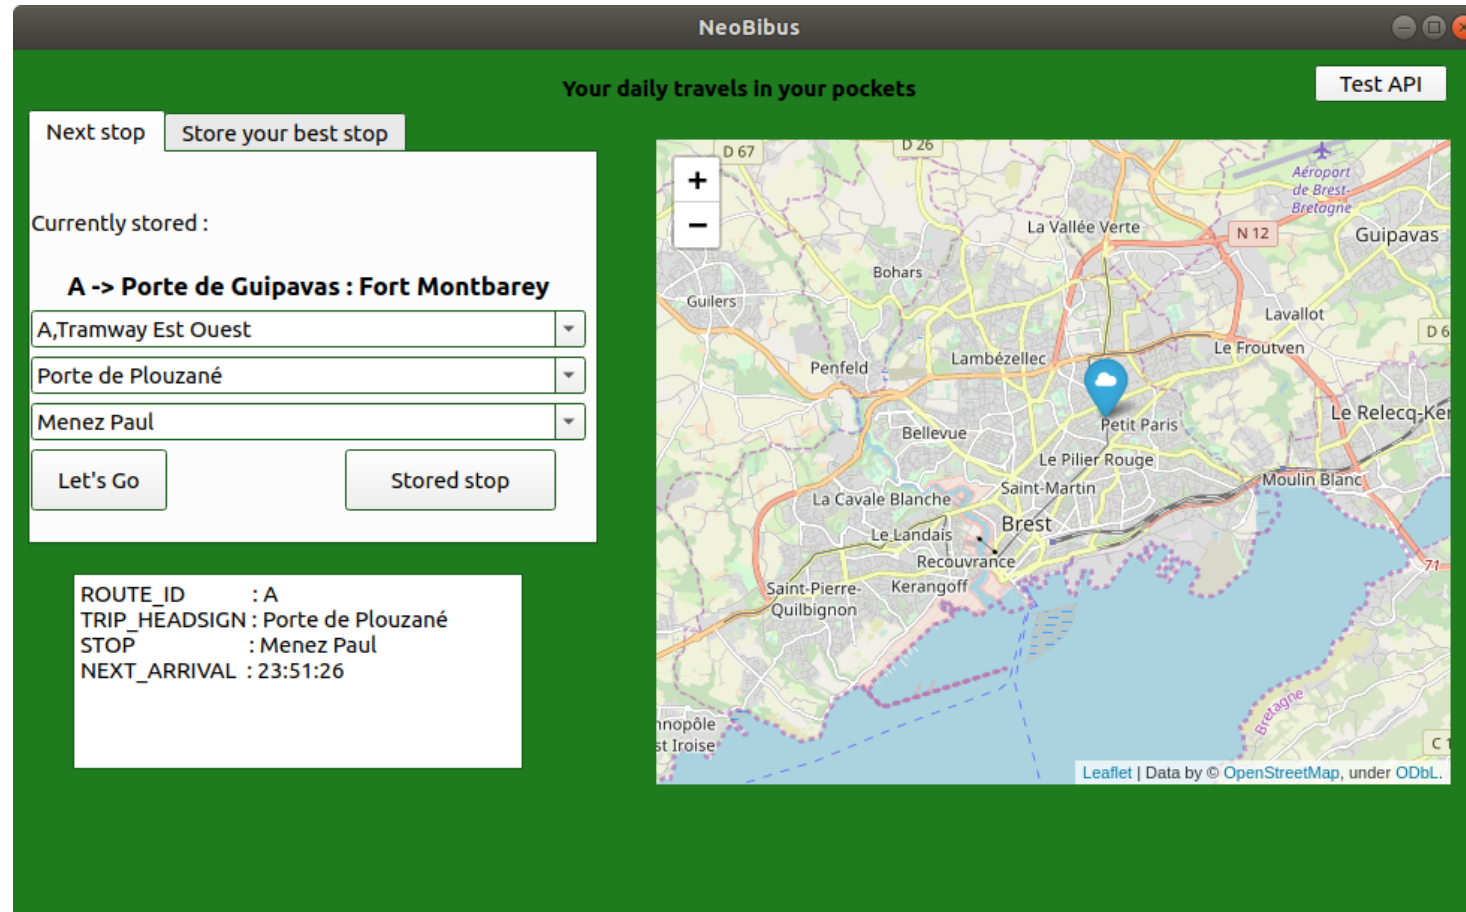 NeoBibus
Your daily travels in your pockets
Test API
Next stop
Store your best stop
Currently stored :
A -> Porte de Guipavas : Fort Montbarey
A,Tramway Est Ouest
Porte de Plouzané
Menez Paul
Let's Go
Stored stop
ROUTE_ID : A
TRIP_HEADSIGN : Porte de Plouzané
STOP : Menez Paul
NEXT_ARRIVAL : 23:51:26
+
−
D 67
D 26
Aéroport
de Brest-
Bretagne
La Vallée Verte
N 12
Guipavas
Bohars
Guilers
Lavallot
D 6
Le Froutven
Lambézellec
Penfeld
Petit Paris
Le Relecq-Ker
Bellevue
Le Pilier Rouge
Moulin Blanc
Saint-Martin
La Cavale Blanche
Brest
Le Landais
Recouvrance
71
Saint-Pierre-
Quilbignon
Kerangoff
Bretagne
nnopôle
st Iroise
C 1
Leaflet | Data by © OpenStreetMap, under ODbL.